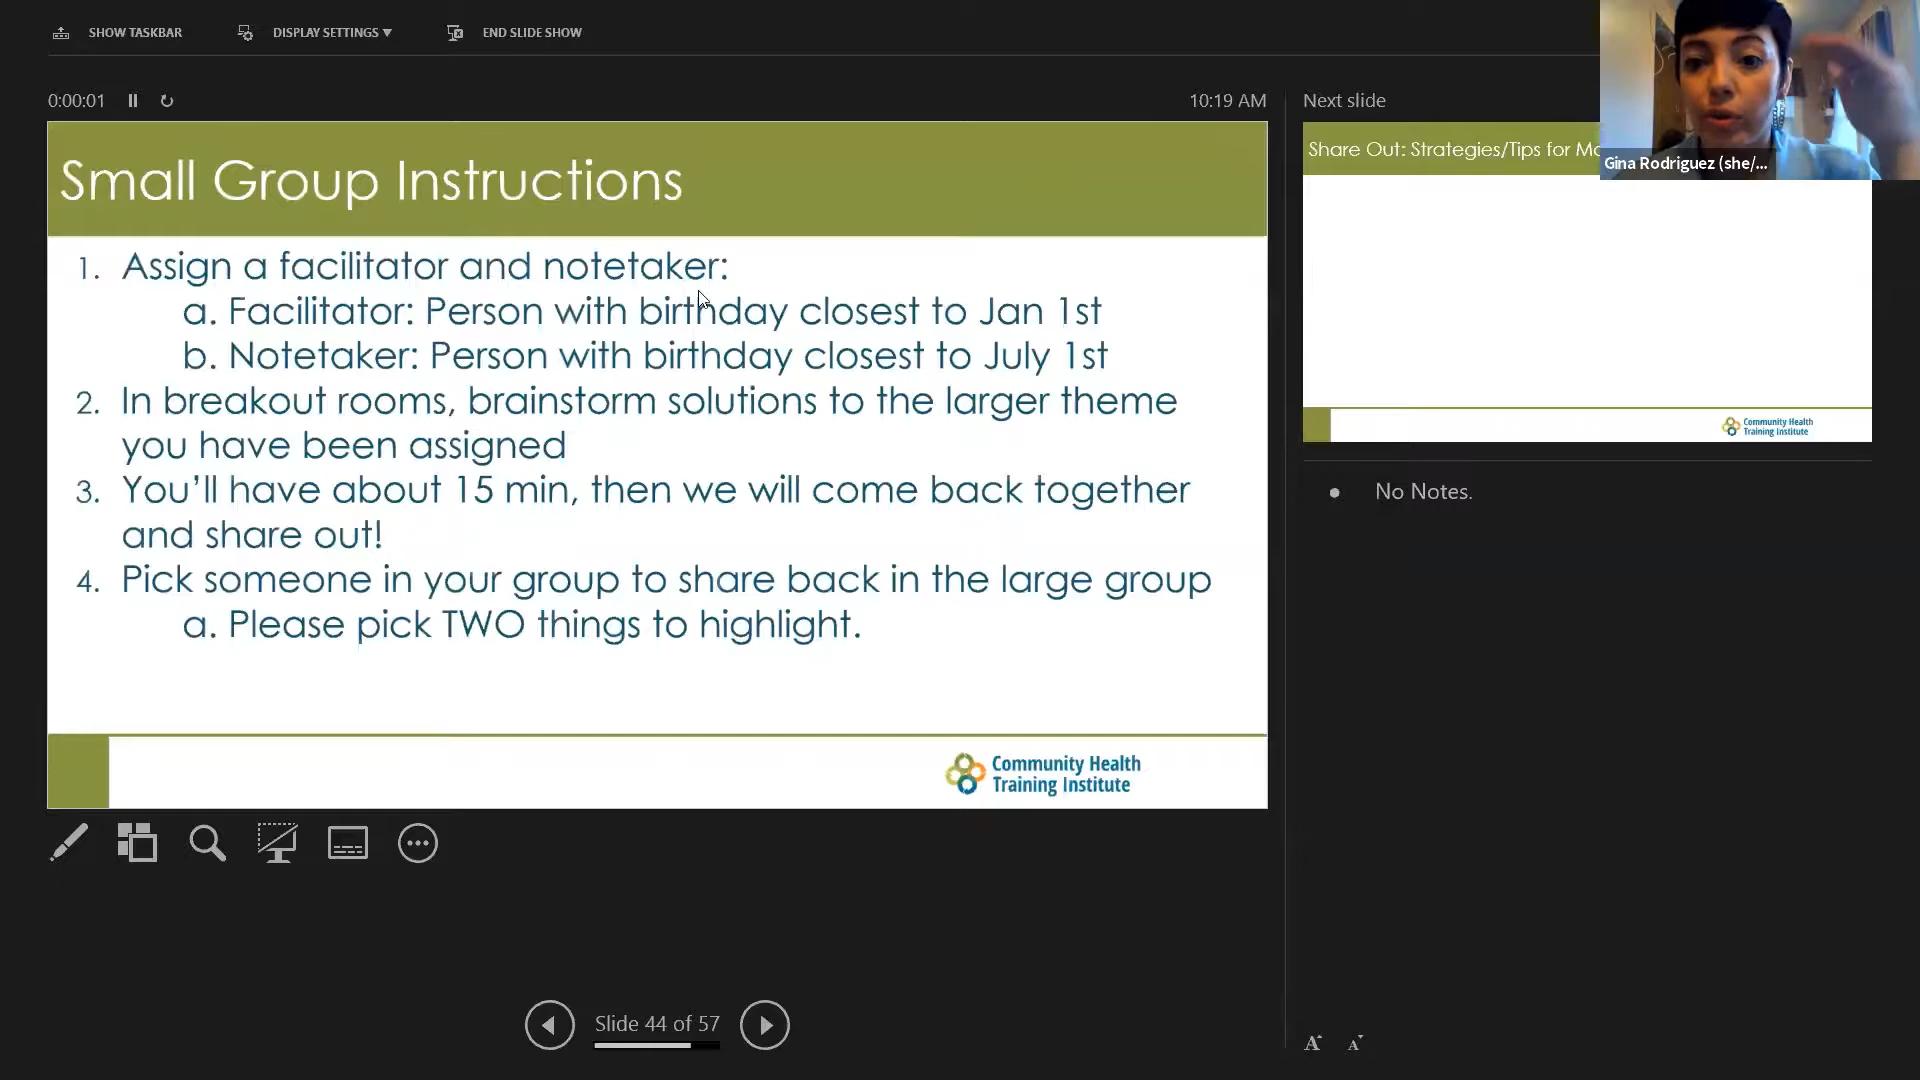 SHOW TASKBAR
DISPLAY SETTINGS ▼
END SLIDE SHOW
0:00:01
10:19 AM
Next slide
Small Group Instructions
1. Assign a facilitator and notetaker:
a. Facilitator: Person with birthday closest to Jan 1st
b. Notetaker: Person with birthday closest to July 1st
2. In breakout rooms, brainstorm solutions to the larger theme
you have been assigned
3. You’ll have about 15 min, then we will come back together
and share out!
4. Pick someone in your group to share back in the large group
a. Please pick TWO things to highlight.
Community Health
Training Institute
Share Out: Strategies/Tips for
Gina Rodriguez (she/...
Community Health
Training Institute
• No Notes.
Slide 44 of 57
A A